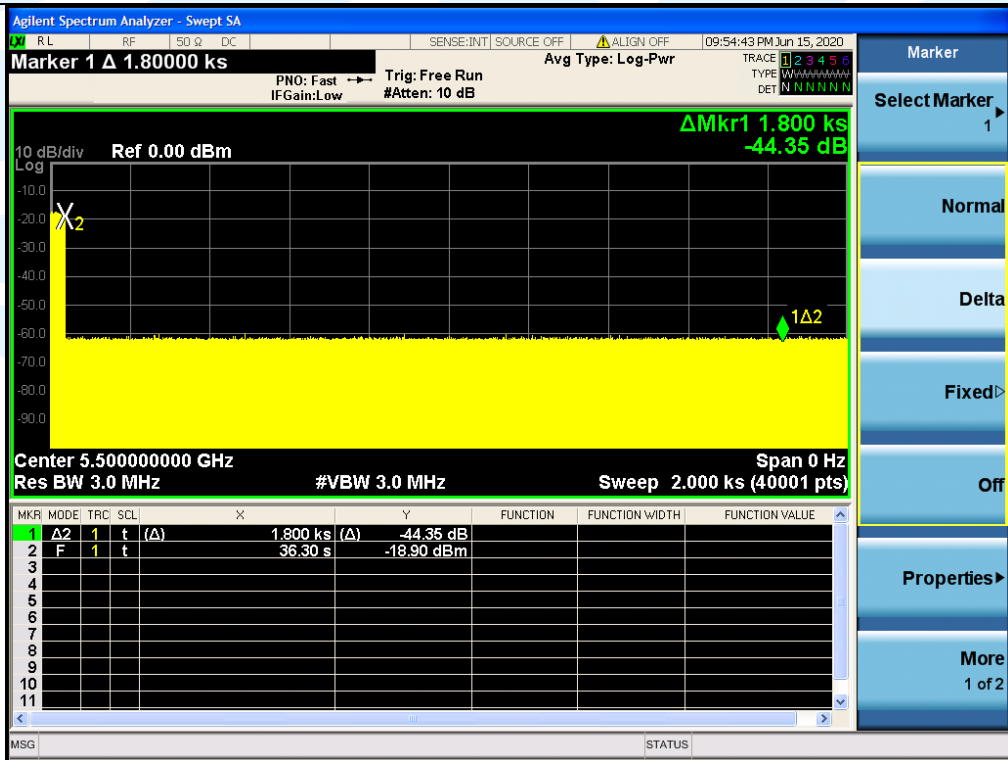 Agilent Spectrum Analyzer - Swept SA
LXI RL RF 50 Ω DC SENSE:INT SOURCE OFF ALIGN OFF 09:54:43 PM Jun 15, 2020
Marker 1 Δ 1.80000 ks
PNO: Fast
IFGain:Low
Trig: Free Run
#Atten: 10 dB
Avg Type: Log-Pwr
TRACE 1 2 3 4 5 6
TYPE WWWWWW
DET N N N N N N
ΔMkr1 1.800 ks
-44.35 dB
10 dB/div Ref 0.00 dBm
Log
-10.0
-20.0
-30.0
-40.0
-50.0
-60.0
-70.0
-80.0
-90.0
X2
1Δ2
Center 5.500000000 GHz Span 0 Hz
Res BW 3.0 MHz #VBW 3.0 MHz Sweep 2.000 ks (40001 pts)
MKR MODE TRC SCL X Y FUNCTION FUNCTION WIDTH FUNCTION VALUE
1 Δ2 1 t (Δ) 1.800 ks (Δ) -44.35 dB
2 F 1 t 36.30 s -18.90 dBm
3
4
5
6
7
8
9
10
11
MSG STATUS
Marker
Select Marker
1
Normal
Delta
Fixed
Off
Properties
More
1 of 2